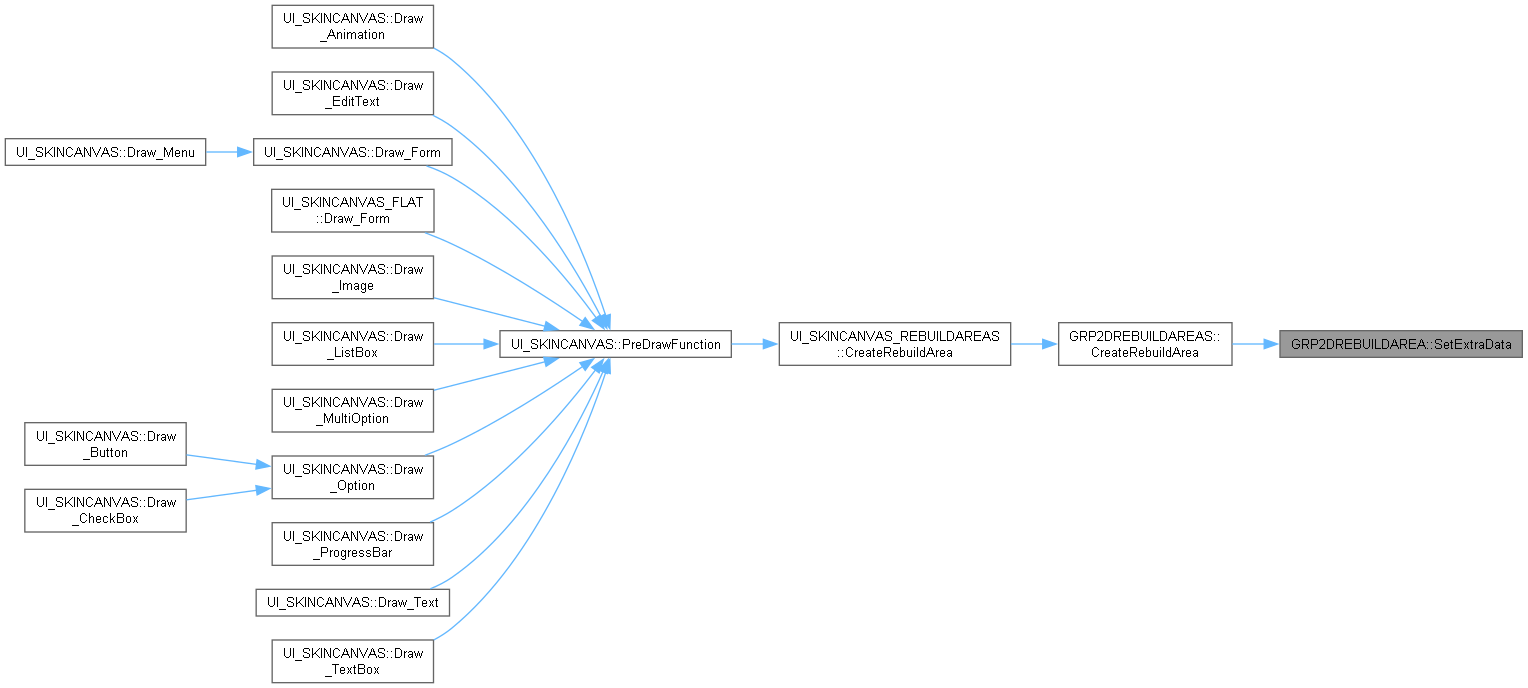 UI_SKINCANVAS::Draw
_Animation
UI_SKINCANVAS::Draw
_EditText
UI_SKINCANVAS::Draw_Menu
UI_SKINCANVAS::Draw_Form
UI_SKINCANVAS_FLAT
::Draw_Form
UI_SKINCANVAS::Draw
_Image
UI_SKINCANVAS::Draw
_ListBox
UI_SKINCANVAS::PreDrawFunction
UI_SKINCANVAS_REBUILDAREAS
::CreateRebuildArea
GRP2DREBUILDAREAS::
CreateRebuildArea
GRP2DREBUILDAREA::SetExtraData
UI_SKINCANVAS::Draw
_MultiOption
UI_SKINCANVAS::Draw
_Button
UI_SKINCANVAS::Draw
_Option
UI_SKINCANVAS::Draw
_CheckBox
UI_SKINCANVAS::Draw
_ProgressBar
UI_SKINCANVAS::Draw_Text
UI_SKINCANVAS::Draw
_TextBox